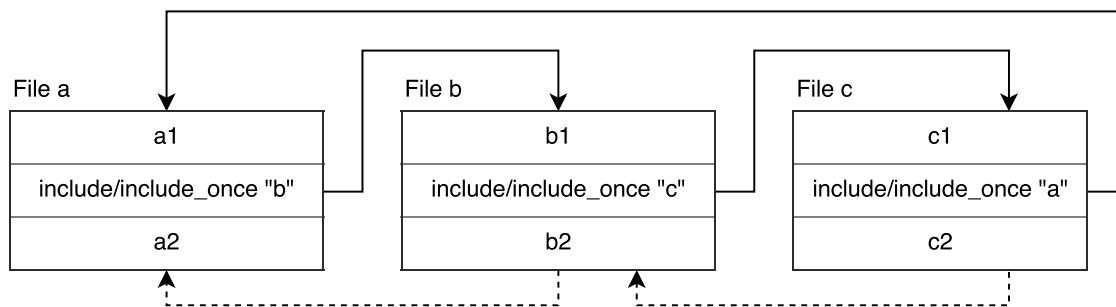 File a
a1
include/include_once "b"
a2
File b
b1
include/include_once "c"
b2
File c
c1
include/include_once "a"
c2